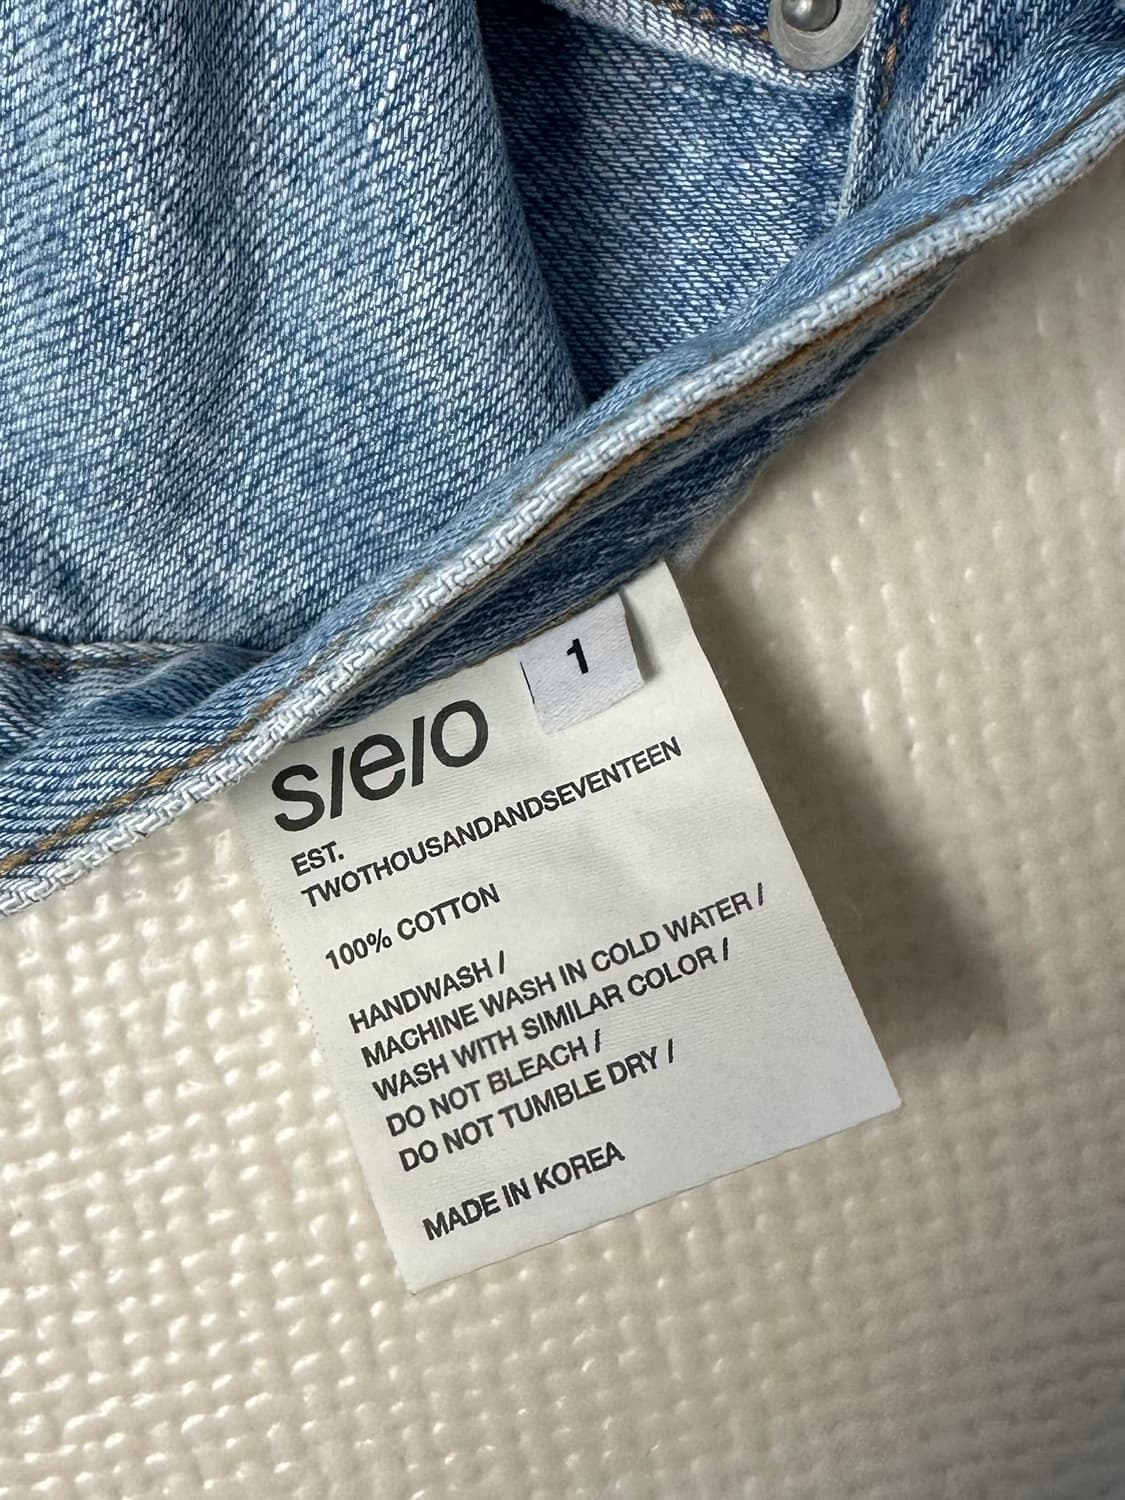 1
s/e/o
EST.
TWOTHOUSANDANDSEVENTEEN
100% COTTON
HANDWASH /
MACHINE WASH IN COLD WATER /
WASH WITH SIMILAR COLOR /
DO NOT BLEACH /
DO NOT TUMBLE DRY /
MADE IN KOREA